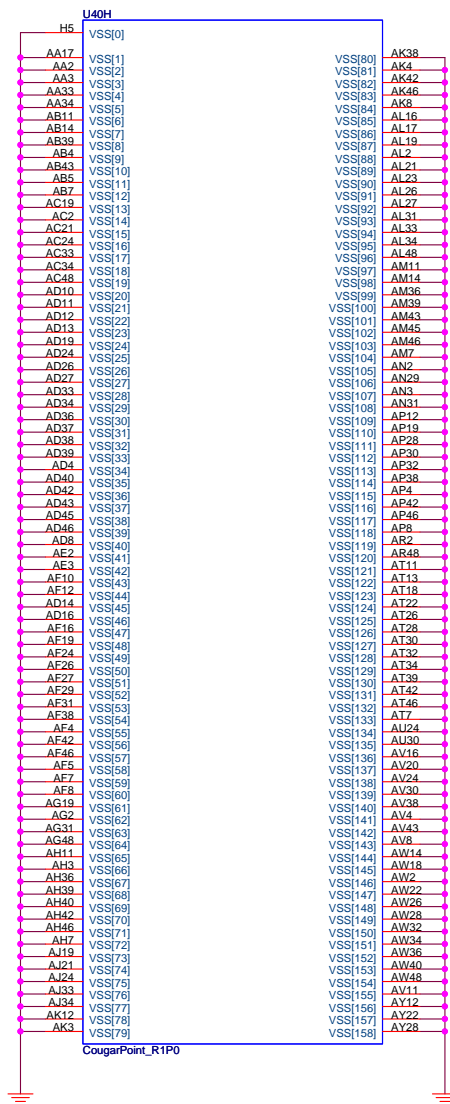 U40H
H5 VSS[0]
AA17 VSS[1]
AA2 VSS[2]
AA3 VSS[3]
AA33 VSS[4]
AA34 VSS[5]
AB11 VSS[6]
AB14 VSS[7]
AB39 VSS[8]
AB4 VSS[9]
AB43 VSS[10]
AB5 VSS[11]
AB7 VSS[12]
AC19 VSS[13]
AC2 VSS[14]
AC21 VSS[15]
AC24 VSS[16]
AC33 VSS[17]
AC34 VSS[18]
AC48 VSS[19]
AD10 VSS[20]
AD11 VSS[21]
AD12 VSS[22]
AD13 VSS[23]
AD19 VSS[24]
AD24 VSS[25]
AD26 VSS[26]
AD27 VSS[27]
AD33 VSS[28]
AD34 VSS[29]
AD36 VSS[30]
AD37 VSS[31]
AD38 VSS[32]
AD39 VSS[33]
AD4 VSS[34]
AD40 VSS[35]
AD42 VSS[36]
AD43 VSS[37]
AD45 VSS[38]
AD46 VSS[39]
AD8 VSS[40]
AE2 VSS[41]
AE3 VSS[42]
AF10 VSS[43]
AF12 VSS[44]
AD14 VSS[45]
AD16 VSS[46]
AF16 VSS[47]
AF19 VSS[48]
AF24 VSS[49]
AF26 VSS[50]
AF27 VSS[51]
AF29 VSS[52]
AF31 VSS[53]
AF38 VSS[54]
AF4 VSS[55]
AF42 VSS[56]
AF46 VSS[57]
AF5 VSS[58]
AF7 VSS[59]
AF8 VSS[60]
AG19 VSS[61]
AG2 VSS[62]
AG31 VSS[63]
AG48 VSS[64]
AH11 VSS[65]
AH3 VSS[66]
AH36 VSS[67]
AH39 VSS[68]
AH40 VSS[69]
AH42 VSS[70]
AH46 VSS[71]
AH7 VSS[72]
AJ19 VSS[73]
AJ21 VSS[74]
AJ24 VSS[75]
AJ33 VSS[76]
AJ34 VSS[77]
AK12 VSS[78]
AK3 VSS[79]
VSS[80] AK38
VSS[81] AK4
VSS[82] AK42
VSS[83] AK46
VSS[84] AK8
VSS[85] AL16
VSS[86] AL17
VSS[87] AL19
VSS[88] AL2
VSS[89] AL21
VSS[90] AL23
VSS[91] AL26
VSS[92] AL27
VSS[93] AL31
VSS[94] AL33
VSS[95] AL34
VSS[96] AL48
VSS[97] AM11
VSS[98] AM14
VSS[99] AM36
VSS[100] AM39
VSS[101] AM43
VSS[102] AM45
VSS[103] AM46
VSS[104] AM7
VSS[105] AN2
VSS[106] AN29
VSS[107] AN3
VSS[108] AN31
VSS[109] AP12
VSS[110] AP19
VSS[111] AP28
VSS[112] AP30
VSS[113] AP32
VSS[114] AP38
VSS[115] AP4
VSS[116] AP42
VSS[117] AP46
VSS[118] AP8
VSS[119] AR2
VSS[120] AR48
VSS[121] AT11
VSS[122] AT13
VSS[123] AT18
VSS[124] AT22
VSS[125] AT26
VSS[126] AT28
VSS[127] AT30
VSS[128] AT32
VSS[129] AT34
VSS[130] AT39
VSS[131] AT42
VSS[132] AT46
VSS[133] AT7
VSS[134] AU24
VSS[135] AU30
VSS[136] AV16
VSS[137] AV20
VSS[138] AV24
VSS[139] AV30
VSS[140] AV38
VSS[141] AV4
VSS[142] AV43
VSS[143] AV8
VSS[144] AW14
VSS[145] AW18
VSS[146] AW2
VSS[147] AW22
VSS[148] AW26
VSS[149] AW28
VSS[150] AW32
VSS[151] AW34
VSS[152] AW36
VSS[153] AW40
VSS[154] AW48
VSS[155] AV11
VSS[156] AY12
VSS[157] AY22
VSS[158] AY28
CougarPoint_R1P0